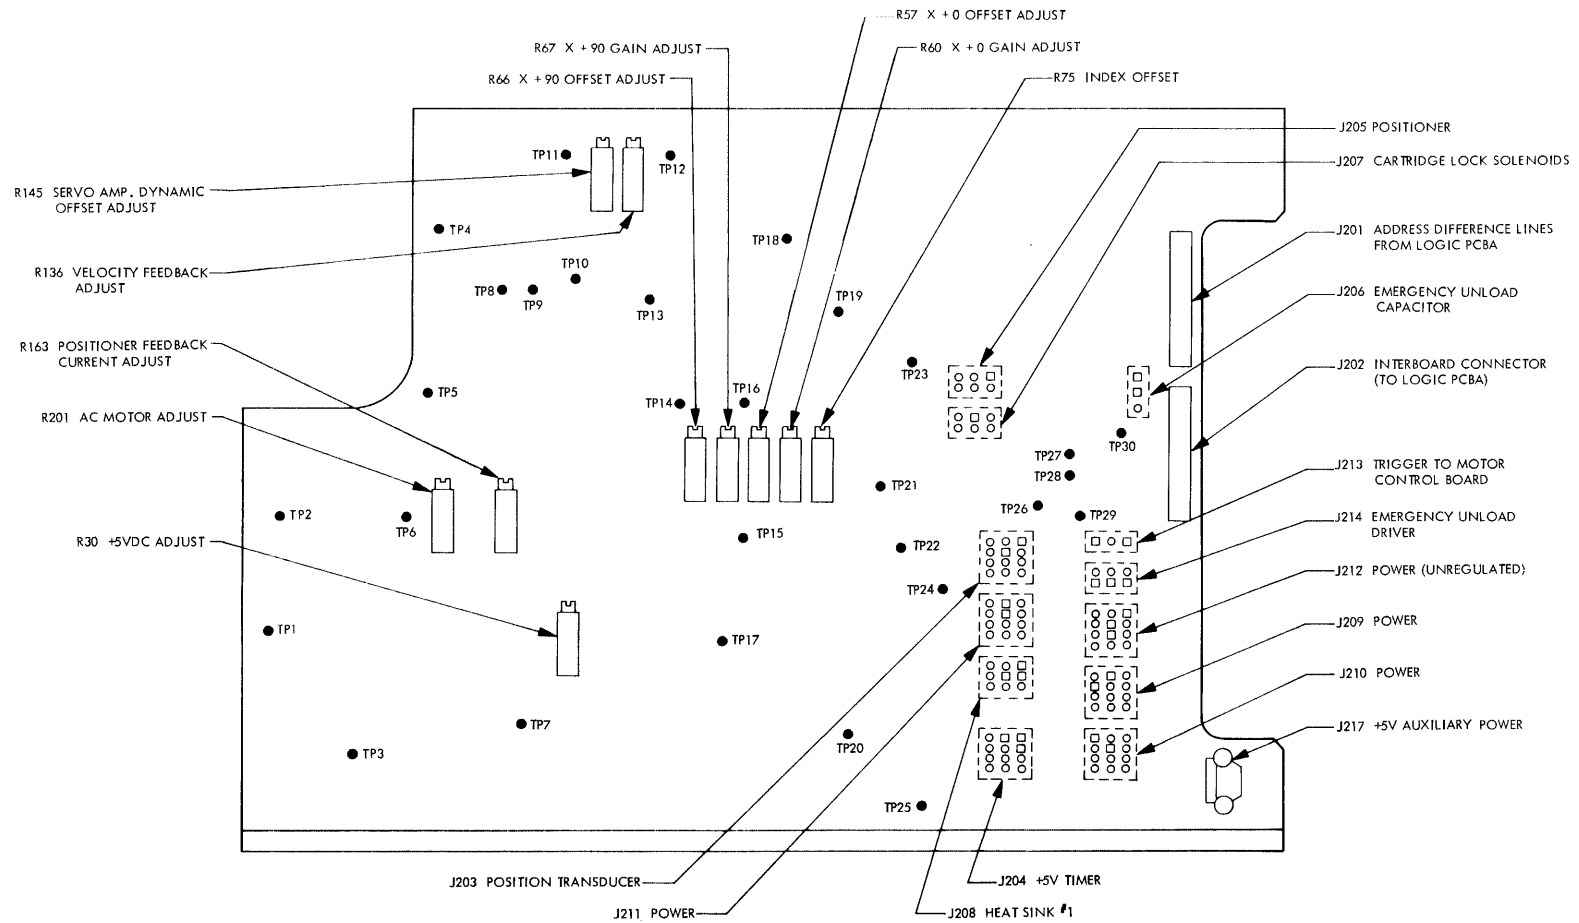 R57 X + 0 OFFSET ADJUST
R67 X + 90 GAIN ADJUST
R60 X + 0 GAIN ADJUST
R66 X + 90 OFFSET ADJUST
R75 INDEX OFFSET
J205 POSITIONER
J207 CARTRIDGE LOCK SOLENOIDS
TP11
TP12
R145 SERVO AMP. DYNAMIC
OFFSET ADJUST
TP4
TP18
J201 ADDRESS DIFFERENCE LINES
FROM LOGIC PCBA
R136 VELOCITY FEEDBACK
ADJUST
TP10
TP8
TP9
TP13
TP19
J206 EMERGENCY UNLOAD
CAPACITOR
R163 POSITIONER FEEDBACK
CURRENT ADJUST
TP23
J202 INTERBOARD CONNECTOR
(TO LOGIC PCBA)
TP5
TP14
TP16
R201 AC MOTOR ADJUST
TP30
TP27
TP28
J213 TRIGGER TO MOTOR
CONTROL BOARD
TP21
TP26
TP29
TP2
TP6
J214 EMERGENCY UNLOAD
DRIVER
R30 +5VDC ADJUST
TP15
TP22
J212 POWER (UNREGULATED)
TP24
TP1
TP17
J209 POWER
J210 POWER
TP7
TP3
TP20
J217 +5V AUXILIARY POWER
TP25
J203 POSITION TRANSDUCER
J204 +5V TIMER
J211 POWER
J208 HEAT SINK #1